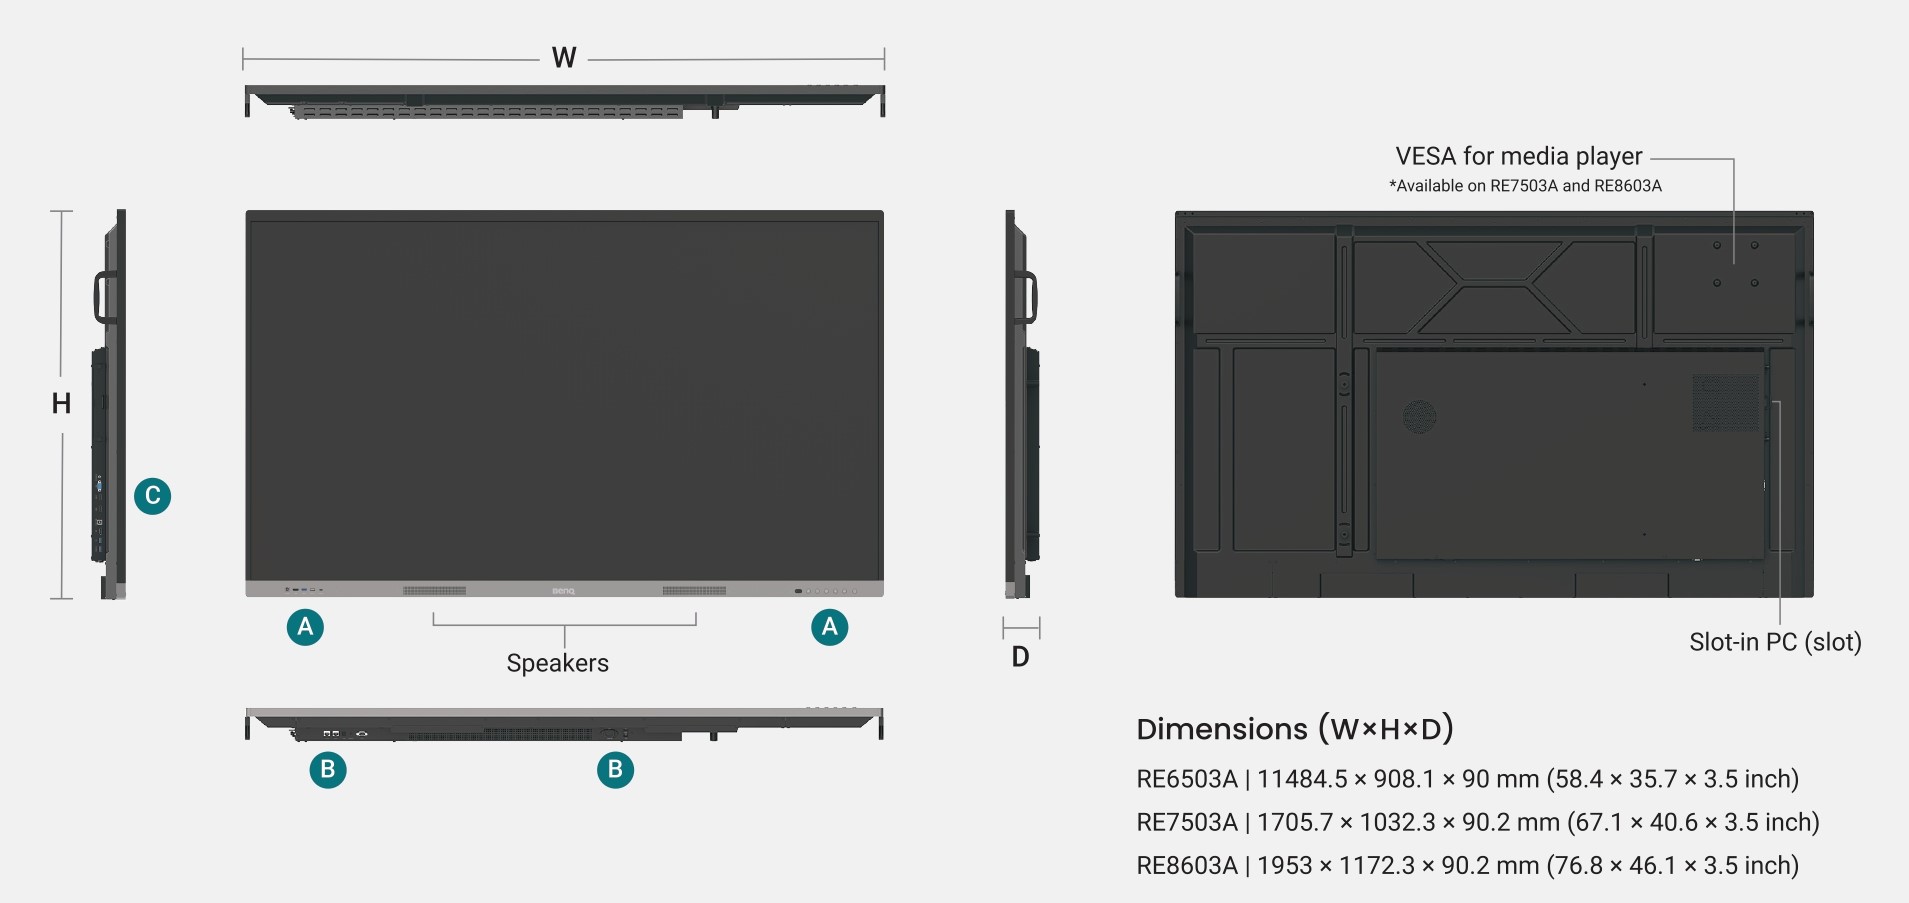 W
VESA for media player
*Available on RE7503A and RE8603A
H
C
BenQ
A
A
Speakers
D
Slot-in PC (slot)
B
B
Dimensions (W×H×D)
RE6503A | 11484.5 × 908.1 × 90 mm (58.4 × 35.7 × 3.5 inch)
RE7503A | 1705.7 × 1032.3 × 90.2 mm (67.1 × 40.6 × 3.5 inch)
RE8603A | 1953 × 1172.3 × 90.2 mm (76.8 × 46.1 × 3.5 inch)